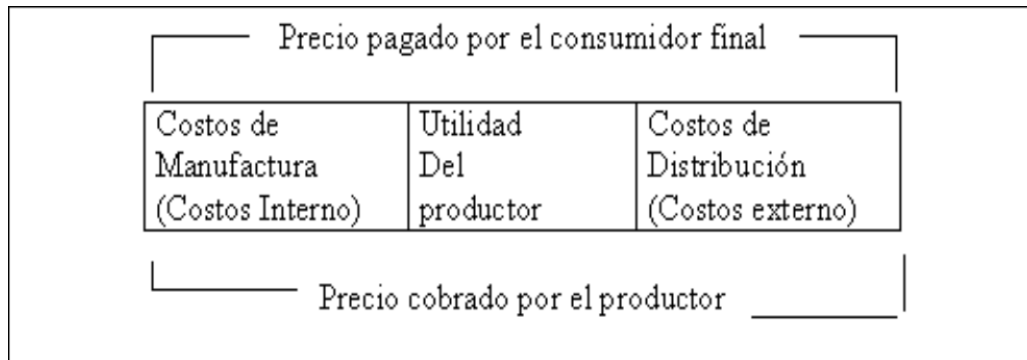 Precio pagado por el consumidor final
Costos de
Manufactura
(Costos Interno)
Utilidad
Del
productor
Costos de
Distribución
(Costos externo)
Precio cobrado por el productor